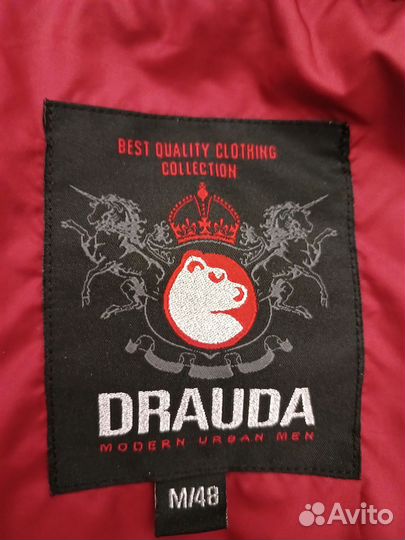 BEST QUALITY CLOTHING
COLLECTION
DRAUDA
MODERN URBAN MEN
M/48
Avito